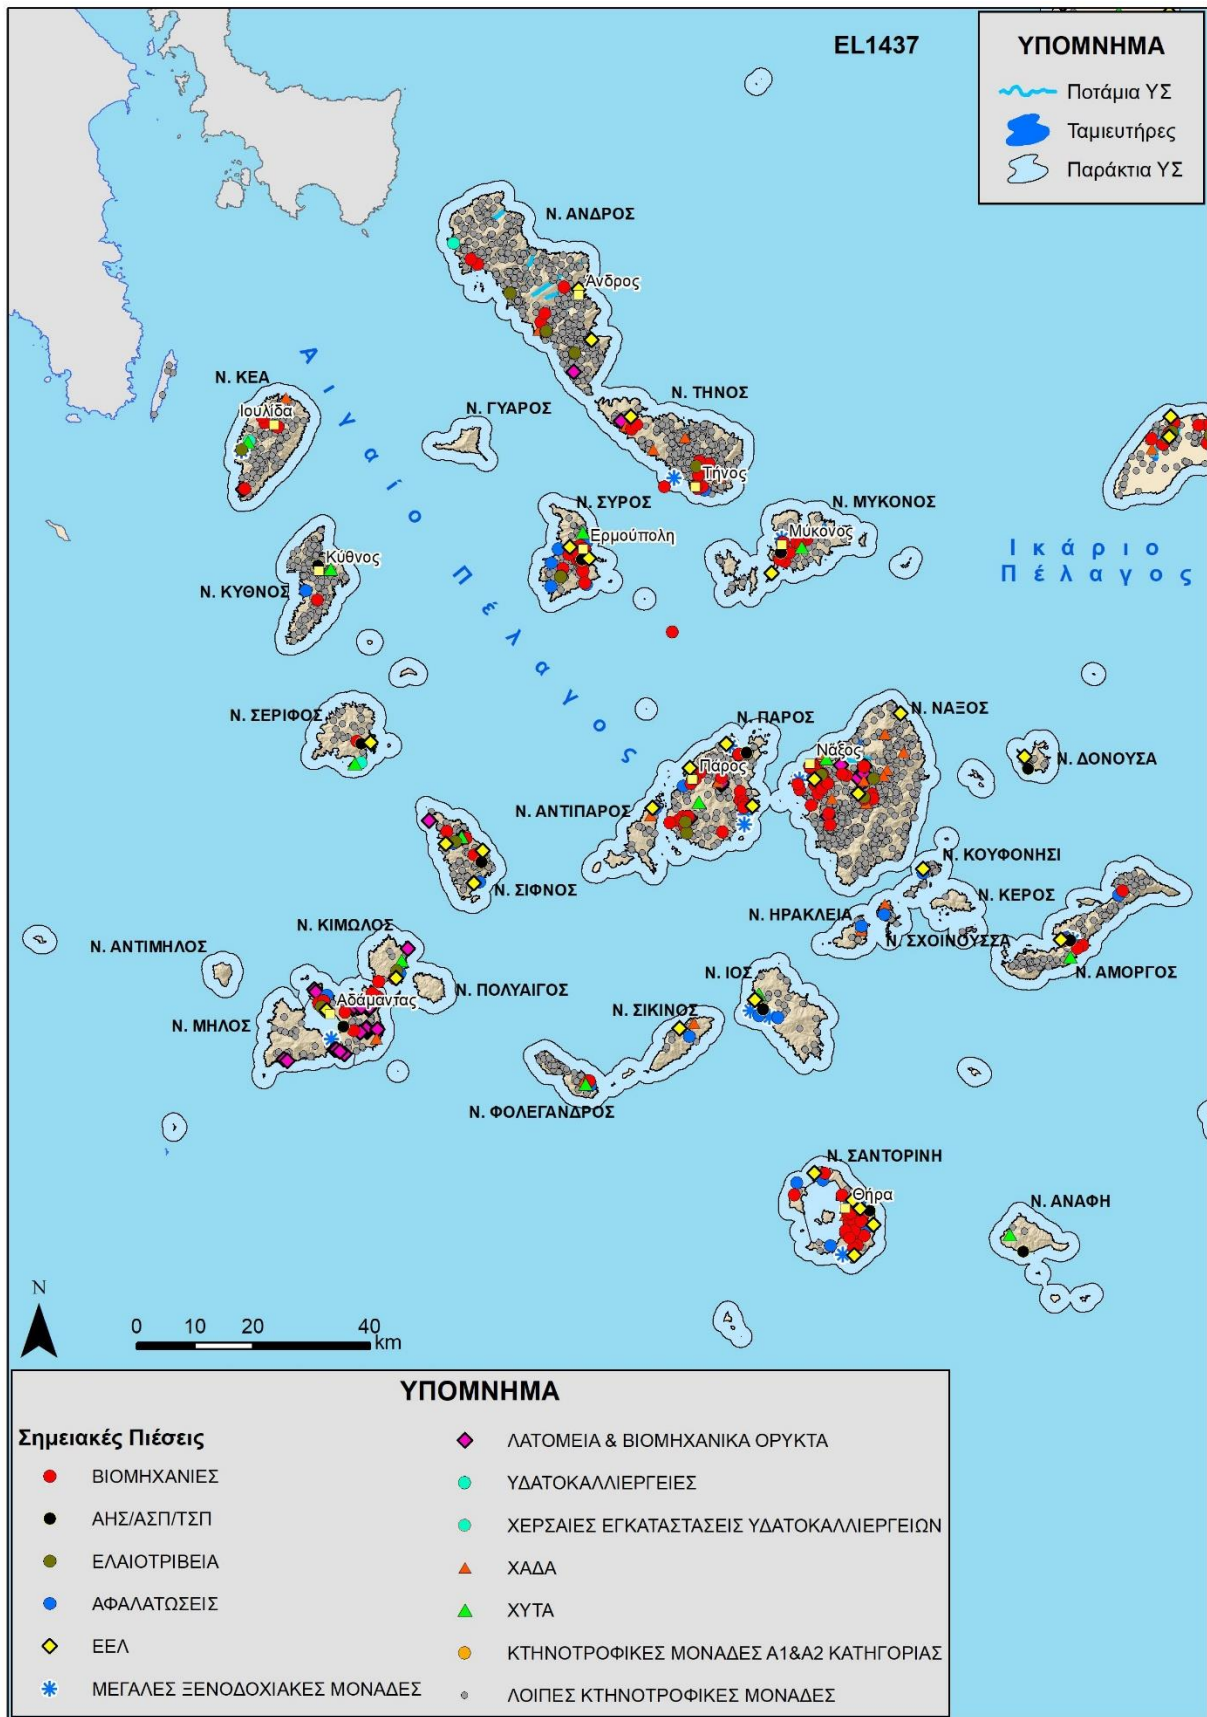 EL1437
ΥΠΟΜΝΗΜΑ
Ποτάμια ΥΣ
Ταμιευτήρες
Παράκτια ΥΣ
Ν. ΑΝΔΡΟΣ
Άνδρος
Ν. ΚΕΑ
Ιουλίδα
Ν. ΓΥΑΡΟΣ
Ν. ΤΗΝΟΣ
Τήνος
Αιγαίο Πέλαγος
Ν. ΣΥΡΟΣ
Ερμούπολη
Ν. ΜΥΚΟΝΟΣ
Μύκονος
Ικάριο
Πέλαγος
Κύθνος
Ν. ΚΥΘΝΟΣ
Ν. ΣΕΡΙΦΟΣ
Ν. ΠΑΡΟΣ
Πάρος
Ν. ΝΑΞΟΣ
Νάξος
Ν. ΔΟΝΟΥΣΑ
Ν. ΑΝΤΙΠΑΡΟΣ
Ν. ΣΙΦΝΟΣ
Ν. ΚΟΥΦΟΝΗΣΙ
Ν. ΚΕΡΟΣ
Ν. ΗΡΑΚΛΕΙΑ
Ν. ΣΧΟΙΝΟΥΣΣΑ
Ν. ΑΜΟΡΓΟΣ
Ν. ΚΙΜΩΛΟΣ
Ν. ΑΝΤΙΜΗΛΟΣ
Ν. ΠΟΛΥΑΙΓΟΣ
Αδάμαντας
Ν. ΜΗΛΟΣ
Ν. ΙΟΣ
Ν. ΣΙΚΙΝΟΣ
Ν. ΦΟΛΕΓΑΝΔΡΟΣ
Ν. ΣΑΝΤΟΡΙΝΗ
Θήρα
Ν. ΑΝΑΦΗ
N
0 10 20 40
km
ΥΠΟΜΝΗΜΑ
Σημειακές Πιέσεις
ΒΙΟΜΗΧΑΝΙΕΣ
ΑΗΣ/ΑΣΠ/ΤΣΠ
ΕΛΑΙΟΤΡΙΒΕΙΑ
ΑΦΑΛΑΤΩΣΕΙΣ
ΕΕΛ
ΜΕΓΑΛΕΣ ΞΕΝΟΔΟΧΙΑΚΕΣ ΜΟΝΑΔΕΣ
ΛΑΤΟΜΕΙΑ & ΒΙΟΜΗΧΑΝΙΚΑ ΟΡΥΚΤΑ
ΥΔΑΤΟΚΑΛΛΙΕΡΓΕΙΕΣ
ΧΕΡΣΑΙΕΣ ΕΓΚΑΤΑΣΤΑΣΕΙΣ ΥΔΑΤΟΚΑΛΛΙΕΡΓΕΙΩΝ
ΧΑΔΑ
ΧΥΤΑ
ΚΤΗΝΟΤΡΟΦΙΚΕΣ ΜΟΝΑΔΕΣ Α1&Α2 ΚΑΤΗΓΟΡΙΑΣ
ΛΟΙΠΕΣ ΚΤΗΝΟΤΡΟΦΙΚΕΣ ΜΟΝΑΔΕΣ